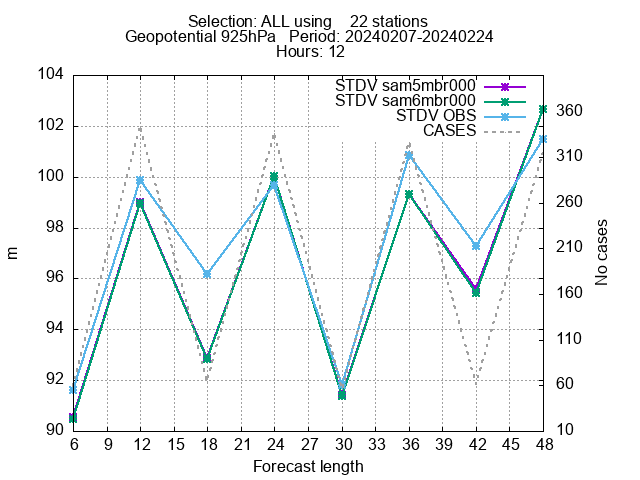 Selection: ALL using 22 stations
Geopotential 925hPa Period: 20240207-20240224
Hours: 12
STDV sam5mbr000
STDV sam6mbr000
STDV OBS
CASES
104
102
100
98
96
94
92
90
m
360
310
260
210
160
110
60
10
No cases
6 9 12 15 18 21 24 27 30 33 36 39 42 45 48
Forecast length